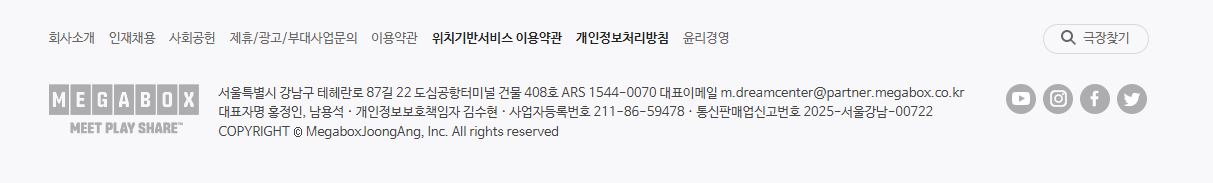 회사소개 인재채용 사회공헌 제휴/광고/부대사업문의 이용약관 위치기반서비스 이용약관 개인정보처리방침 윤리경영 극장찾기
MEGABOX
MEET PLAY SHARE™
서울특별시 강남구 테헤란로 87길 22 도심공항터미널 건물 408호 ARS 1544-0070 대표이메일 m.dreamcenter@partner.megabox.co.kr
대표자명 홍정인, 남용석 · 개인정보보호책임자 김수현 · 사업자등록번호 211-86-59478 · 통신판매업신고번호 2025-서울강남-00722
COPYRIGHT © MegaboxJoongAng, Inc. All rights reserved